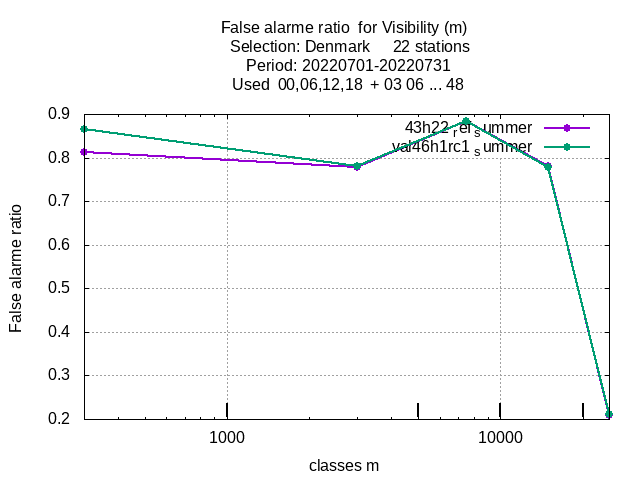 False alarme ratio  for Visibility (m)
Selection: Denmark     22 stations
Period: 20220701-20220731
Used  00,06,12,18  + 03 06 ... 48
0.9
43h22_rel_summer
0.8
val46h1rc1_summer
0.7
0.6
0.5
0.4
0.3
0.2
False alarme ratio
1000
10000
classes m